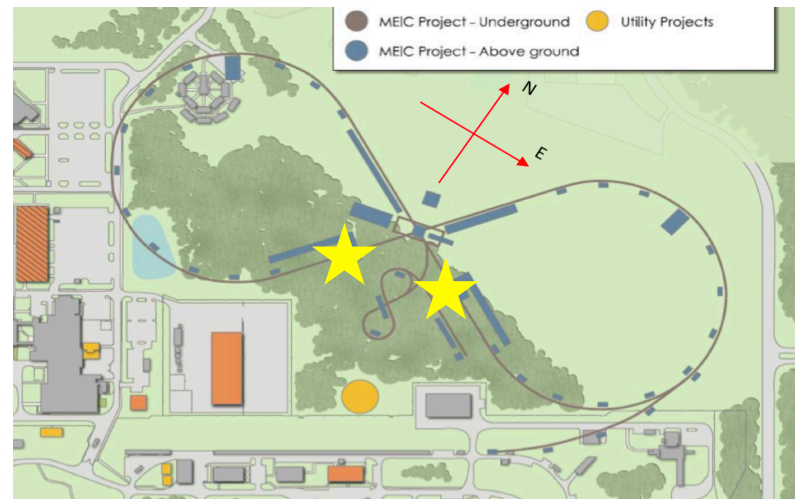 MEIC Project – Underground
Utility Projects
MEIC Project – Above ground
N
E